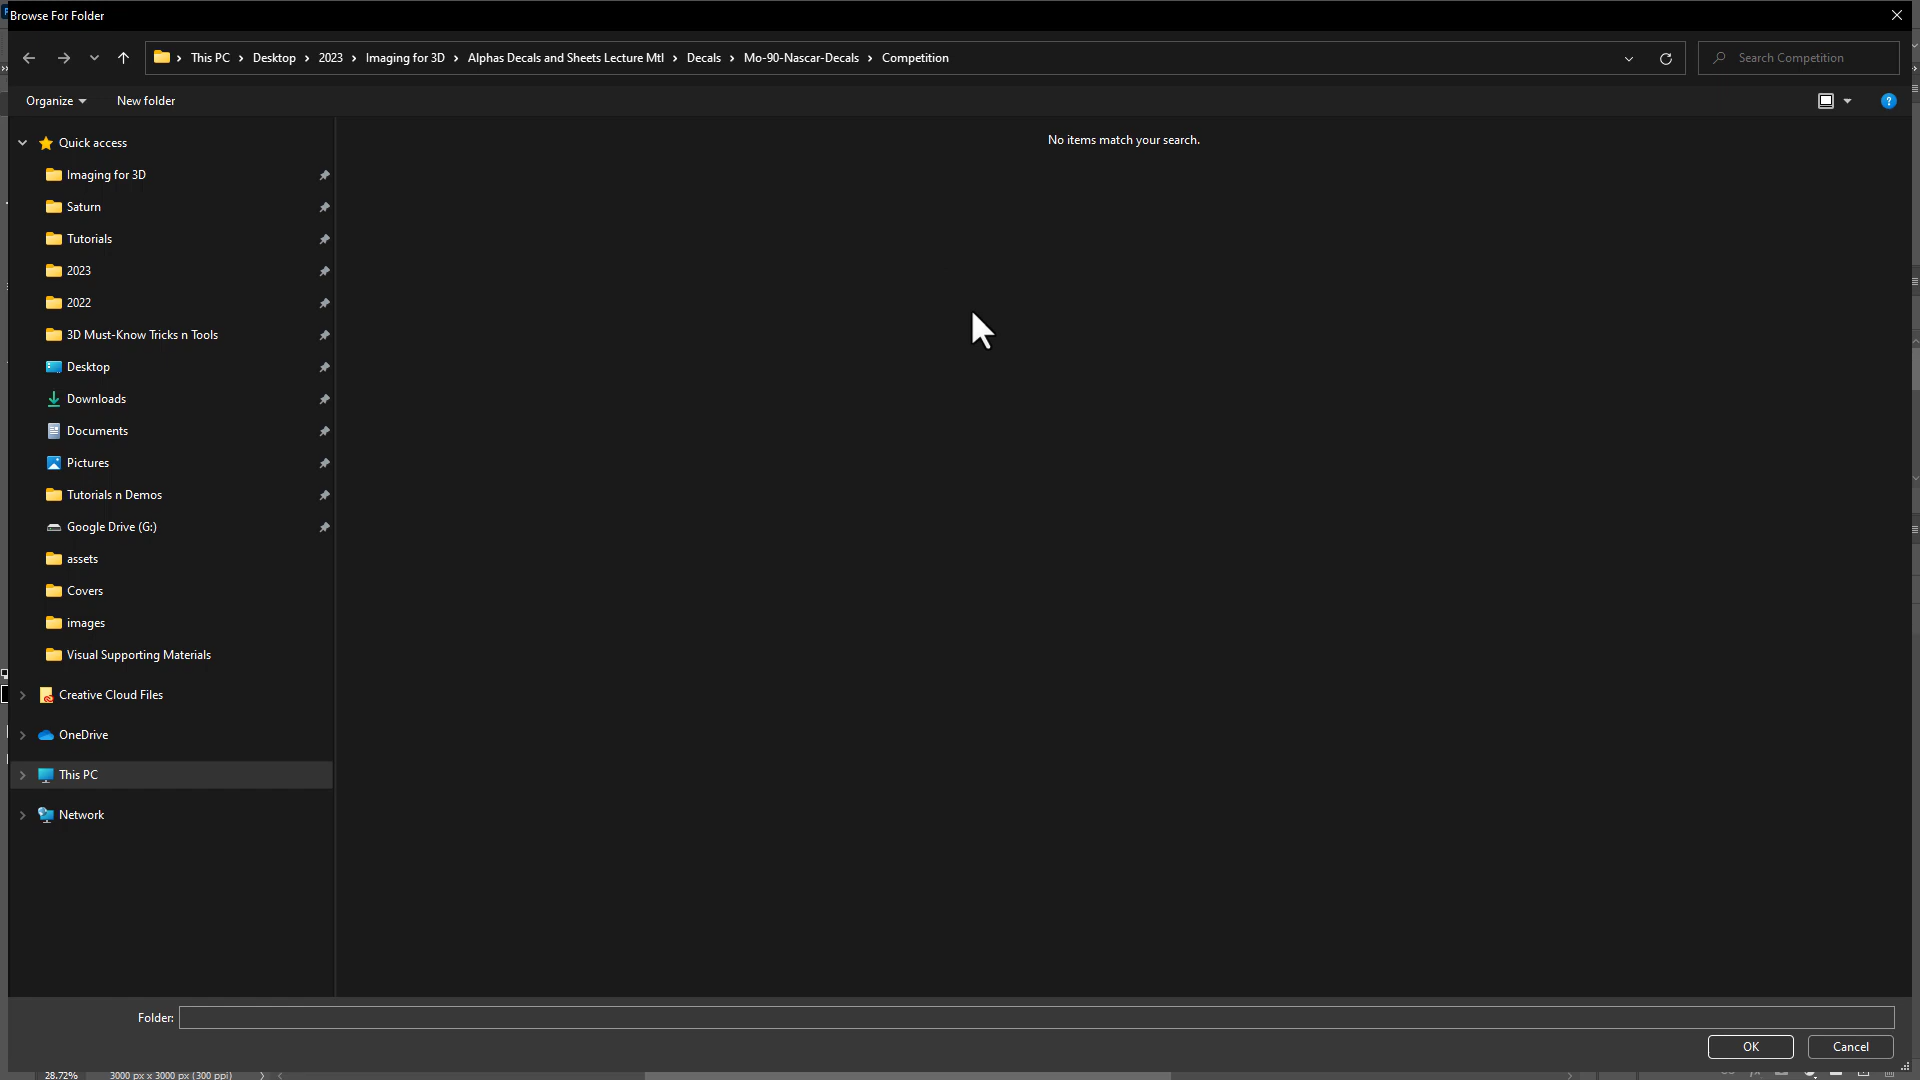 Browse For Folder
This PC > Desktop > 2023 > Imaging for 3D > Alphas Decals and Sheets Lecture Mtl > Decals > Mo-90-Nascar-Decals > Competition
Search Competition
Organize
New folder
No items match your search.
Quick access
Imaging for 3D
Saturn
Tutorials
2023
2022
3D Must-Know Tricks n Tools
Desktop
Downloads
Documents
Pictures
Tutorials n Demos
Google Drive (G:)
assets
Covers
images
Visual Supporting Materials
Creative Cloud Files
OneDrive
This PC
Network
Folder:
OK
Cancel
28.72%
3000 px x 3000 px (300 ppi)